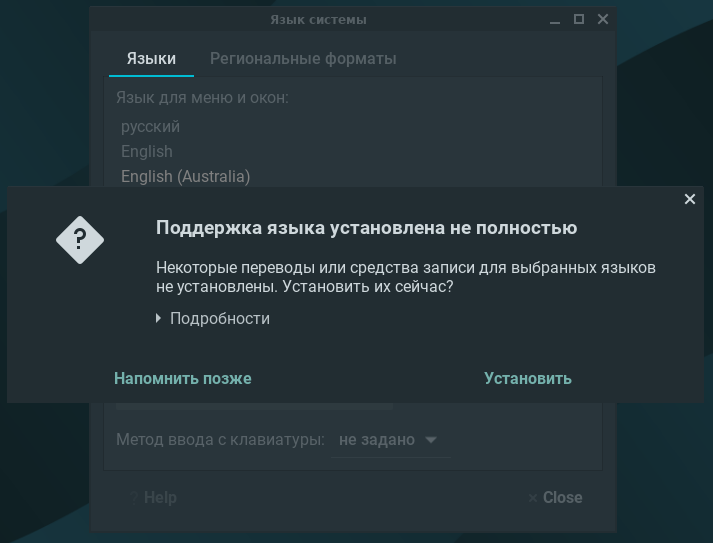 Язык системы
Языки Региональные форматы
Язык для меню и окон:
русский
English
English (Australia)
?
Поддержка языка установлена не полностью
Некоторые переводы или средства записи для выбранных языков
не установлены. Установить их сейчас?
Подробности
Напомнить позже Установить
Метод ввода с клавиатуры: не задано
? Help × Close